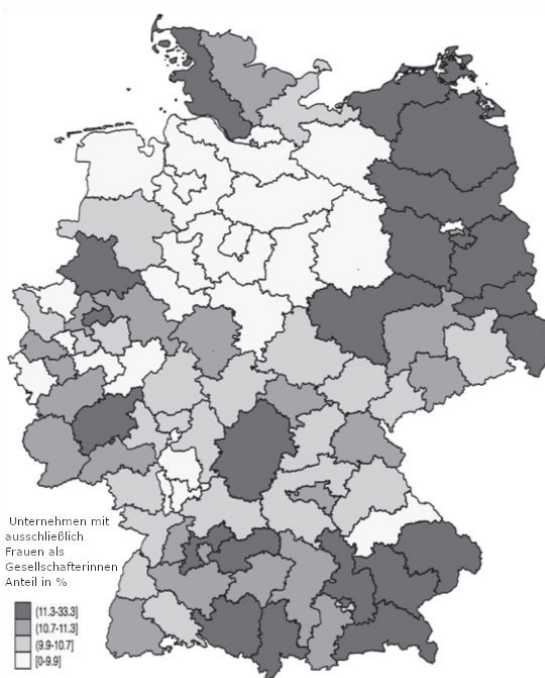 Unternehmen mit
ausschließlich
Frauen als
Gesellschafterinnen
Anteil in %
(11.3-33.3]
(10.7-11.3]
(9.9-10.7]
[0-9.9]